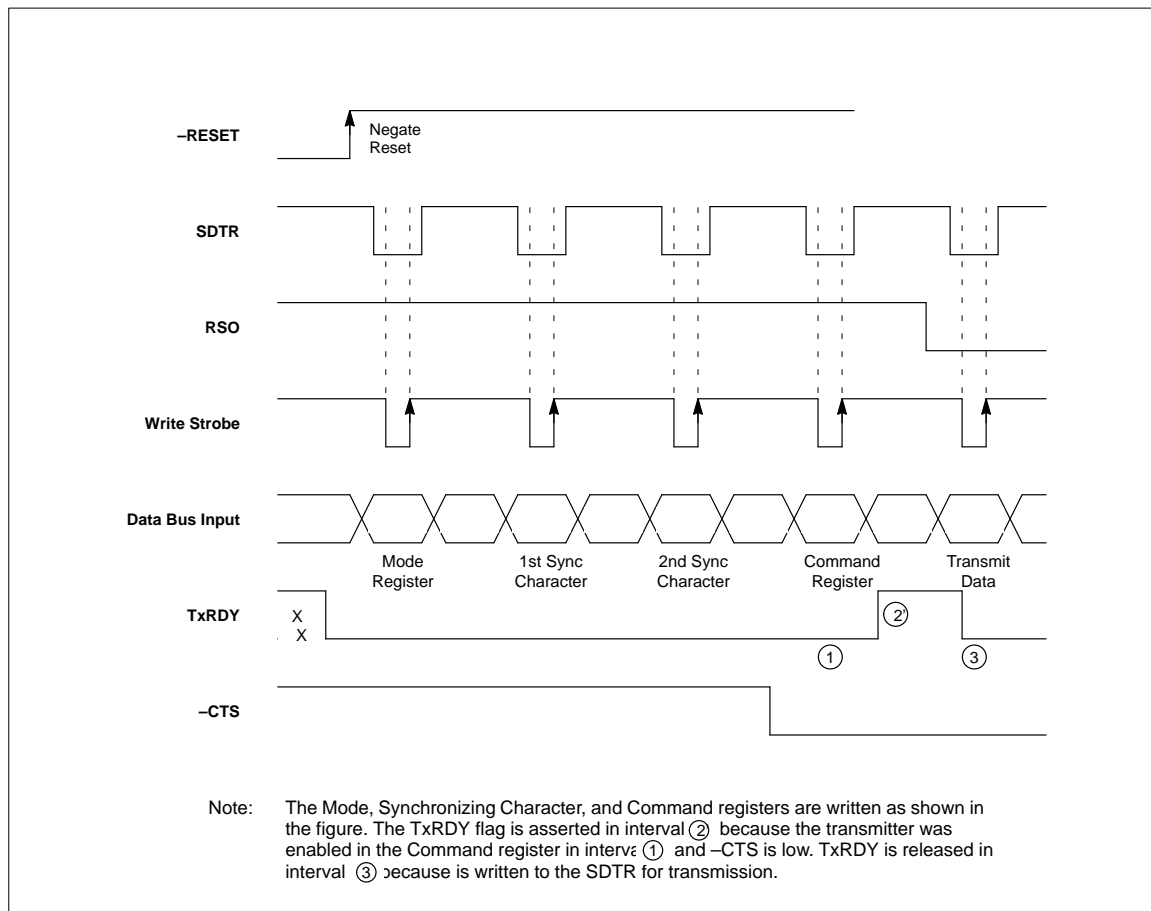 –RESET
Negate
Reset
SDTR
RSO
Write Strobe
Data Bus Input
Mode
Register
1st Sync
Character
2nd Sync
Character
Command
Register
Transmit
Data
TxRDY
X
X
1
2'
3
–CTS
Note: The Mode, Synchronizing Character, and Command registers are written as shown in
the figure. The TxRDY flag is asserted in interval 2 because the transmitter was
enabled in the Command register in interva 1 and –CTS is low. TxRDY is released in
interval 3 because is written to the SDTR for transmission.